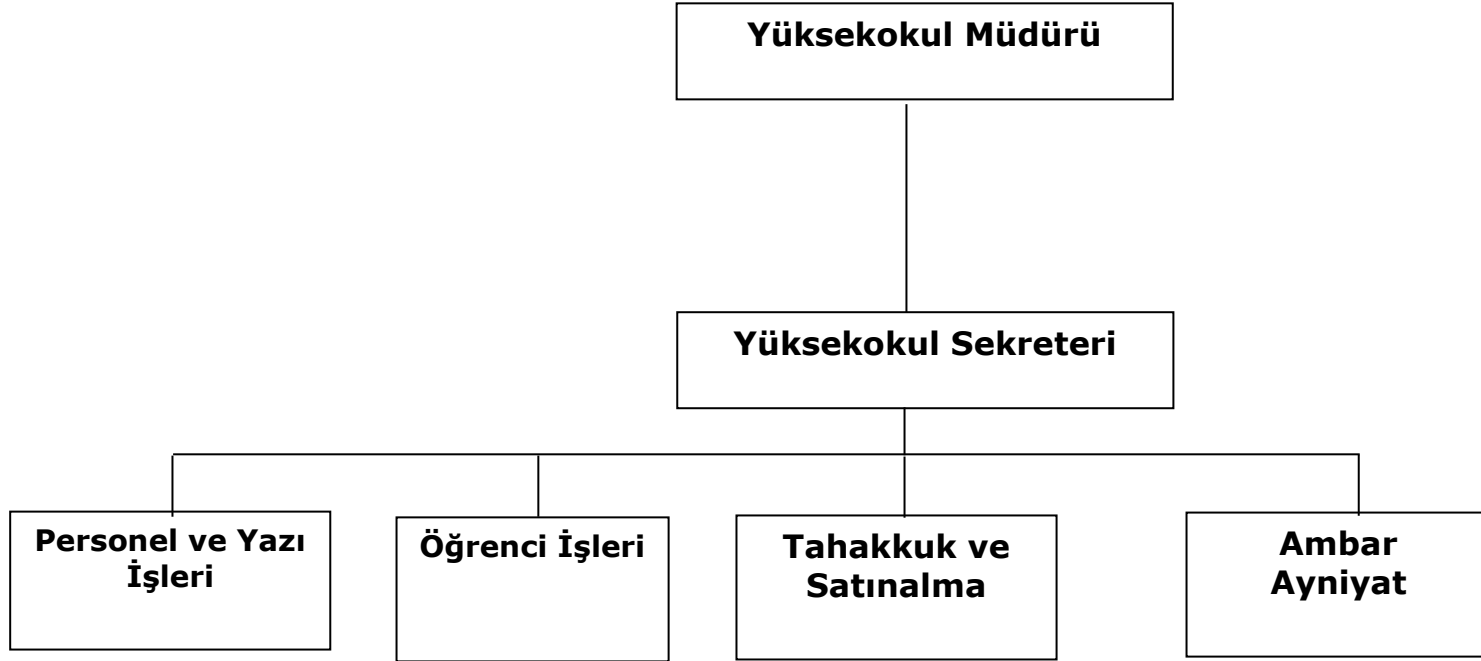 Yüksekokul Müdürü
Yüksekokul Sekreteri
Personel ve Yazı
İşleri
Öğrenci İşleri
Tahakkuk ve
Satınalma
Ambar
Ayniyat